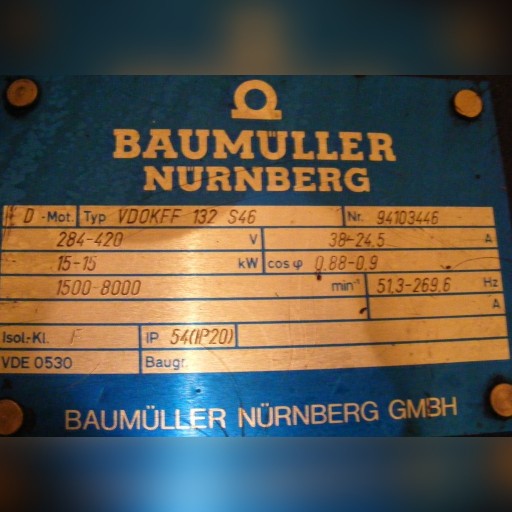 BAUMÜLLER
NÜRNBERG
D -Mot. Typ VDOKFF 132 S46 Nr. 94103446
284-420 V 38-24,5 A
15-15 kW cos φ 0,88-0,9
1500-8000 min⁻¹ 51,3-269,6 Hz
A
Isol.-Kl. F IP 54(IP20)
VDE 0530 Baugr.
BAUMÜLLER NÜRNBERG GMBH